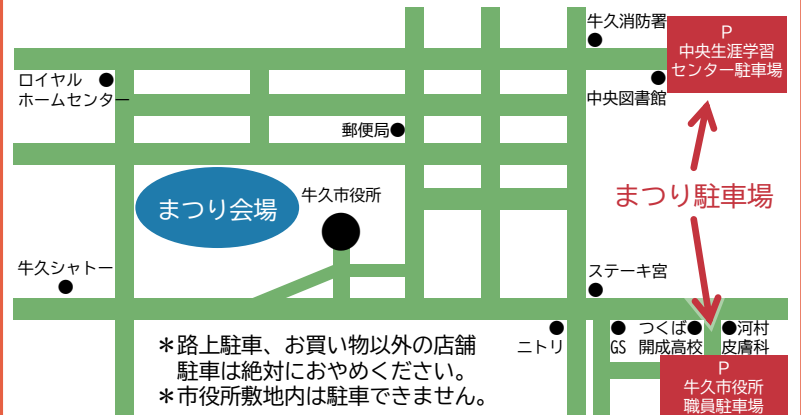 牛久消防署
P
中央生涯学習
センター駐車場
ロイヤル
ホームセンター
中央図書館
郵便局
まつり会場
牛久市役所
まつり駐車場
牛久シャトー
ステーキ宮
ニトリ
GS
つくば
開成高校
河村
皮膚科
＊路上駐車、お買い物以外の店舗
駐車は絶対におやめください。
＊市役所敷地内は駐車できません。
P
牛久市役所
職員駐車場